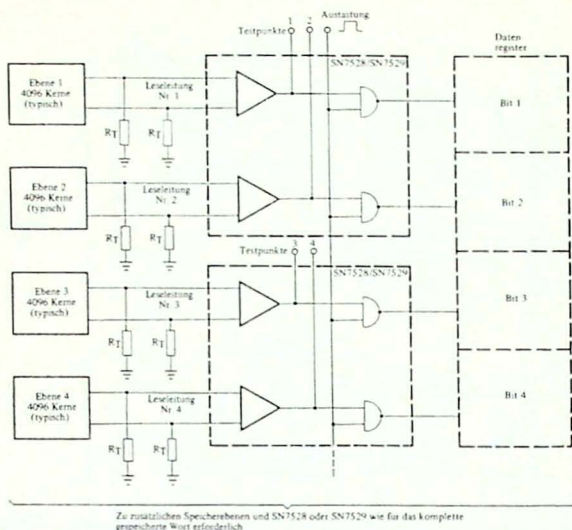 Austastung
1 2
Testpunkte
Daten
register
SN7528/SN7529
Ebene 1
4096 Kerne
(typisch)
Leseleitung
Nr. 1
RT
RT
Bit 1
Ebene 2
4096 Kerne
(typisch)
Leseleitung
Nr. 2
RT
RT
Bit 2
Testpunkte
3 4
SN7528/SN7529
Ebene 3
4096 Kerne
(typisch)
Leseleitung
Nr. 3
RT
RT
Bit 3
Ebene 4
4096 Kerne
(typisch)
Leseleitung
Nr. 4
RT
RT
Bit 4
Zu zusätzlichen Speicherebenen und SN7528 oder SN7529 wie für das komplette
gespeicherte Wort erforderlich